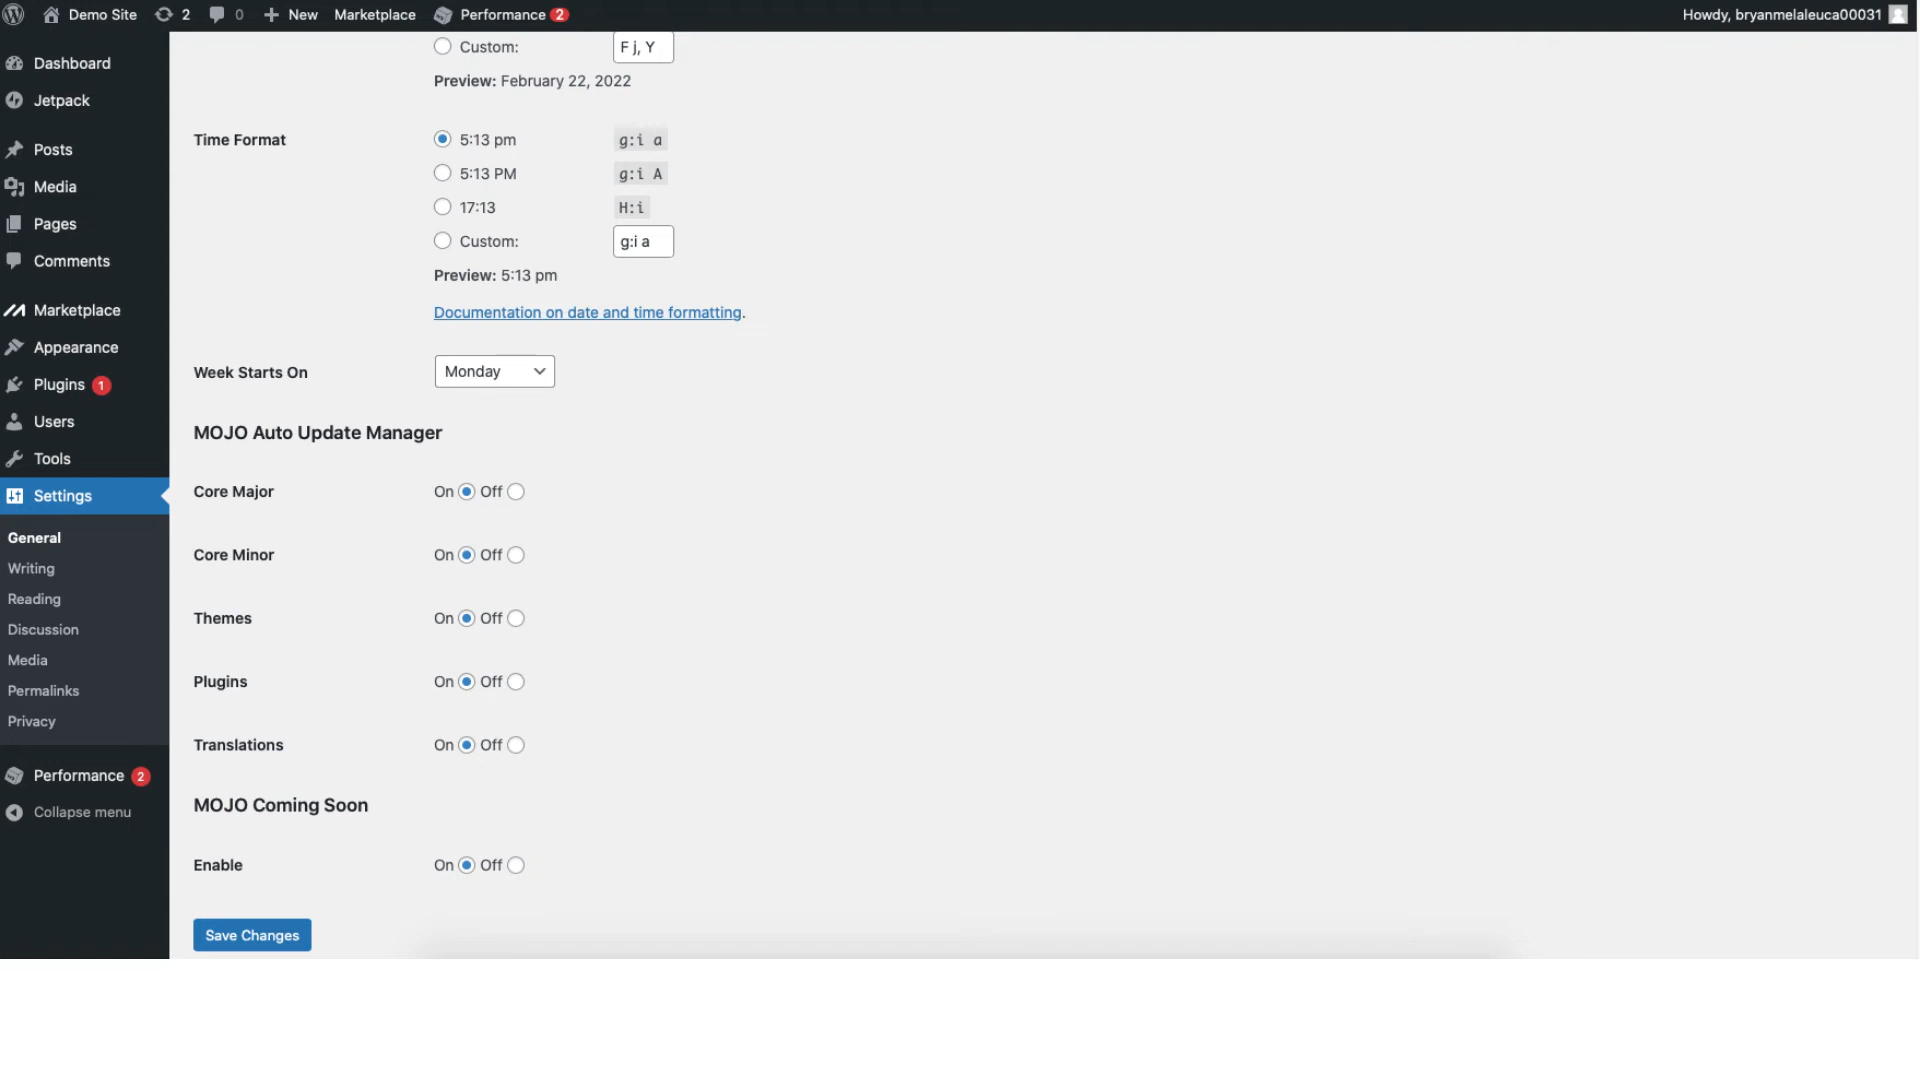 Demo Site 2 0 New Marketplace Performance 2 Howdy, bryanmelaleuca00031
Dashboard
Jetpack
Posts
Media
Pages
Comments
Marketplace
Appearance
Plugins 1
Users
Tools
Settings
General
Writing
Reading
Discussion
Media
Permalinks
Privacy
Performance 2
Collapse menu
Custom: F j, Y
Preview: February 22, 2022
Time Format
5:13 pm g:i a
5:13 PM g:i A
17:13 H:i
Custom: g:i a
Preview: 5:13 pm
Documentation on date and time formatting.
Week Starts On Monday
MOJO Auto Update Manager
Core Major On Off
Core Minor On Off
Themes On Off
Plugins On Off
Translations On Off
MOJO Coming Soon
Enable On Off
Save Changes